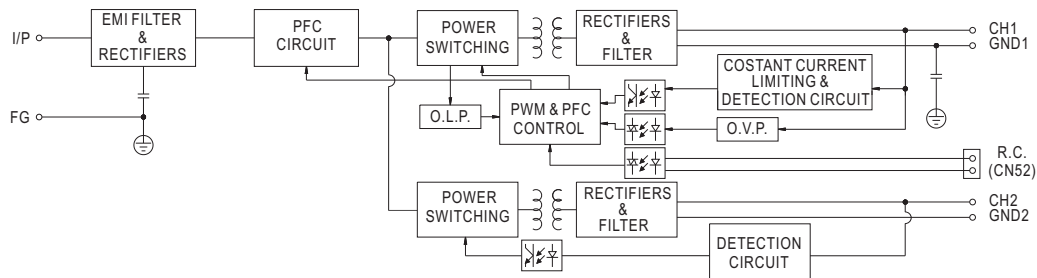 I/P
EMI FILTER
&
RECTIFIERS
PFC
CIRCUIT
POWER
SWITCHING
RECTIFIERS
&
FILTER
CH1
GND1
COSTANT CURRENT
LIMITING &
DETECTION CIRCUIT
FG
O.L.P.
PWM & PFC
CONTROL
O.V.P.
R.C.
(CN52)
POWER
SWITCHING
RECTIFIERS
&
FILTER
CH2
GND2
DETECTION
CIRCUIT